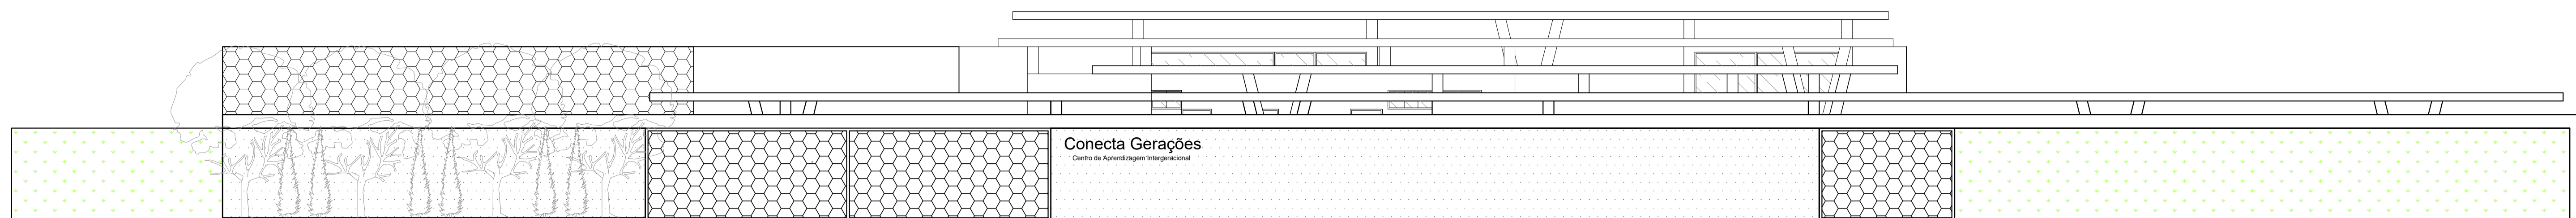 Conecta Gerações
Centro de Aprendizagem Intergeracional